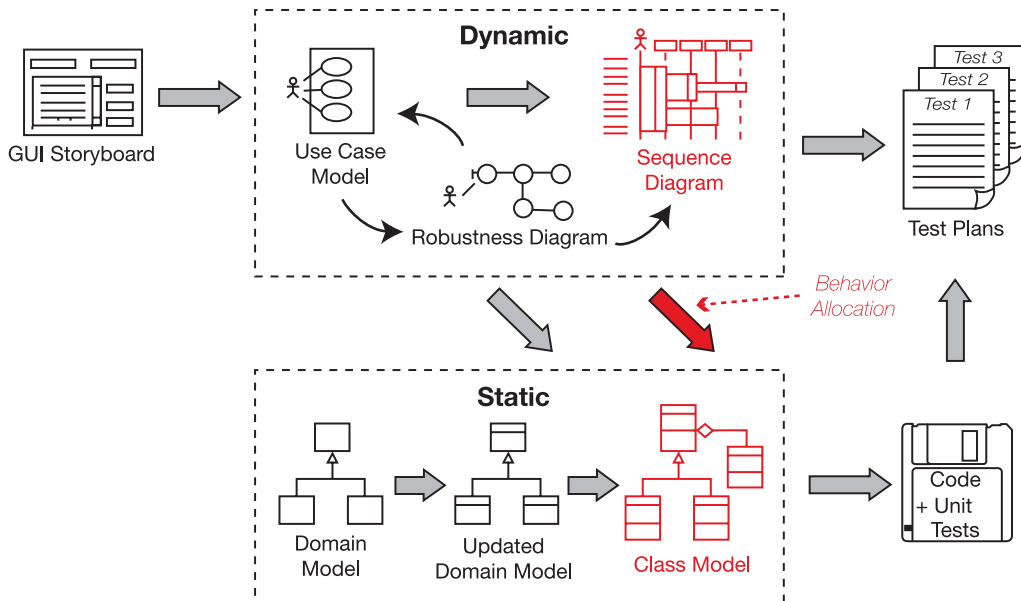 Dynamic
GUI Storyboard
Use Case
Model
Robustness Diagram
Sequence
Diagram
Test 3
Test 2
Test 1
Test Plans
Behavior
Allocation
Static
Domain
Model
Updated
Domain Model
Class Model
Code
+ Unit
Tests